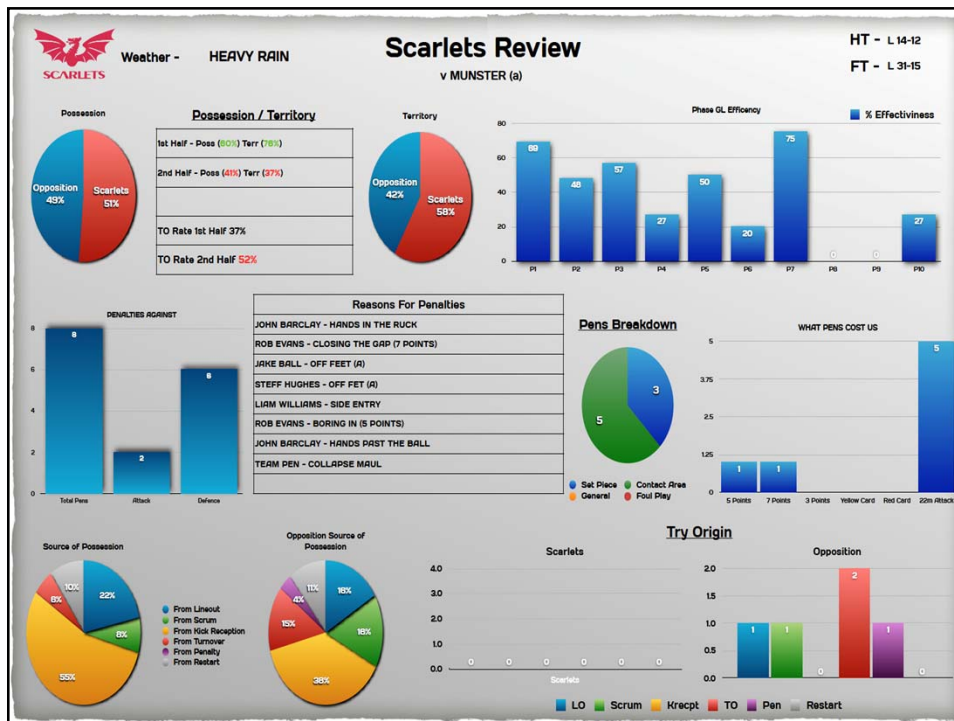 SCARLETS
Weather - HEAVY RAIN
Scarlets Review
v MUNSTER (a)
HT - L 14-12
FT - L 31-15
Possession
Opposition
49%
Scarlets
51%
Possession / Territory
1st Half - Poss (60%) Terr (76%)
2nd Half - Poss (41%) Terr (37%)
TO Rate 1st Half 37%
TO Rate 2nd Half 52%
Territory
Opposition
42%
Scarlets
58%
Phase GL Efficency
% Effectiviness
80
60
40
20
0
69
48
57
27
50
20
75
0
0
27
P1
P2
P3
P4
P5
P6
P7
P8
P9
P10
PENALTIES AGAINST
8
6
4
2
0
8
2
6
Total Pens
Attack
Defence
Reasons For Penalties
JOHN BARCLAY - HANDS IN THE RUCK
ROB EVANS - CLOSING THE GAP (7 POINTS)
JAKE BALL - OFF FEET (A)
STEFF HUGHES - OFF FET (A)
LIAM WILLIAMS - SIDE ENTRY
ROB EVANS - BORING IN (5 POINTS)
JOHN BARCLAY - HANDS PAST THE BALL
TEAM PEN - COLLAPSE MAUL
Pens Breakdown
3
5
Set Piece
Contact Area
General
Foul Play
WHAT PENS COST US
5
3.75
2.5
1.25
0
1
1
5
5 Points
7 Points
3 Points
Yellow Card
Red Card
22m Attack
Source of Possession
10%
22%
6%
8%
55%
From Lineout
From Scrum
From Kick Reception
From Turnover
From Penalty
From Restart
Opposition Source of
Possession
11%
4%
16%
15%
16%
38%
Try Origin
Scarlets
4.0
3.0
2.0
1.0
0.0
0
0
0
0
0
0
Scarlets
Opposition
2.0
1.5
1.0
0.5
0.0
1
1
0
2
1
0
LO
Scrum
Krecpt
TO
Pen
Restart